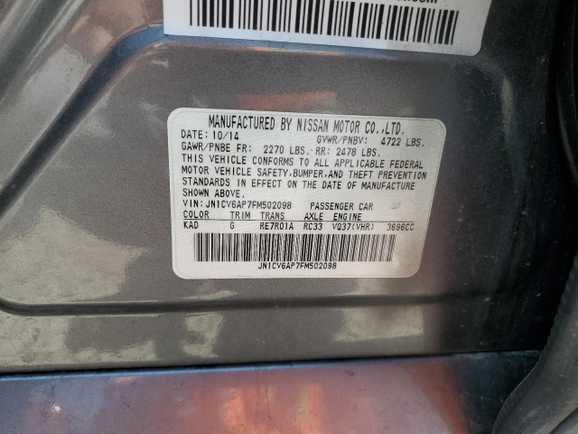 MANUFACTURED BY NISSAN MOTOR CO.,LTD.
DATE: 10/14 GVWR/PNBV: 4722 LBS.
GAWR/PNBE FR: 2270 LBS. RR: 2478 LBS.
THIS VEHICLE CONFORMS TO ALL APPLICABLE FEDERAL
MOTOR VEHICLE SAFETY, BUMPER, AND THEFT PREVENTION
STANDARDS IN EFFECT ON THE DATE OF MANUFACTURE
SHOWN ABOVE.
VIN: JN1CV6AP7FM502098 PASSENGER CAR
COLOR TRIM TRANS AXLE ENGINE
KAD G RE7R01A RC33 VQ37(VHR) 3696CC
JN1CV6AP7FM502098